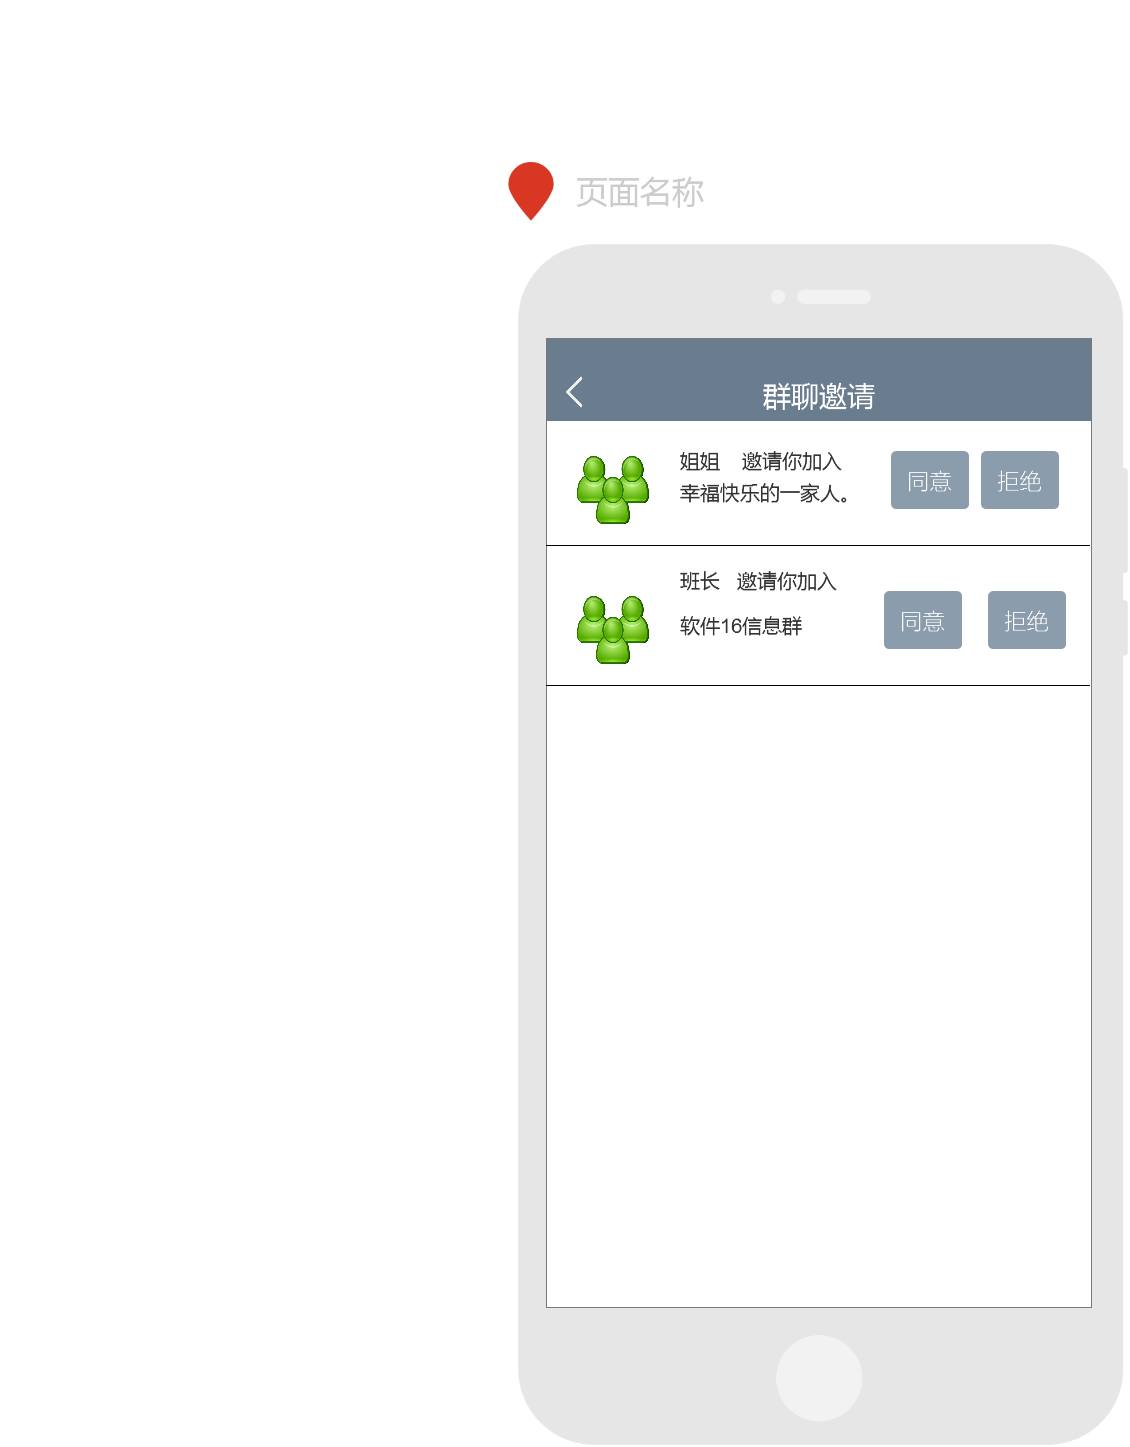 页面名称
群聊邀请
姐姐 邀请你加入
幸福快乐的一家人。
同意 拒绝
班长 邀请你加入
软件16信息群
同意 拒绝